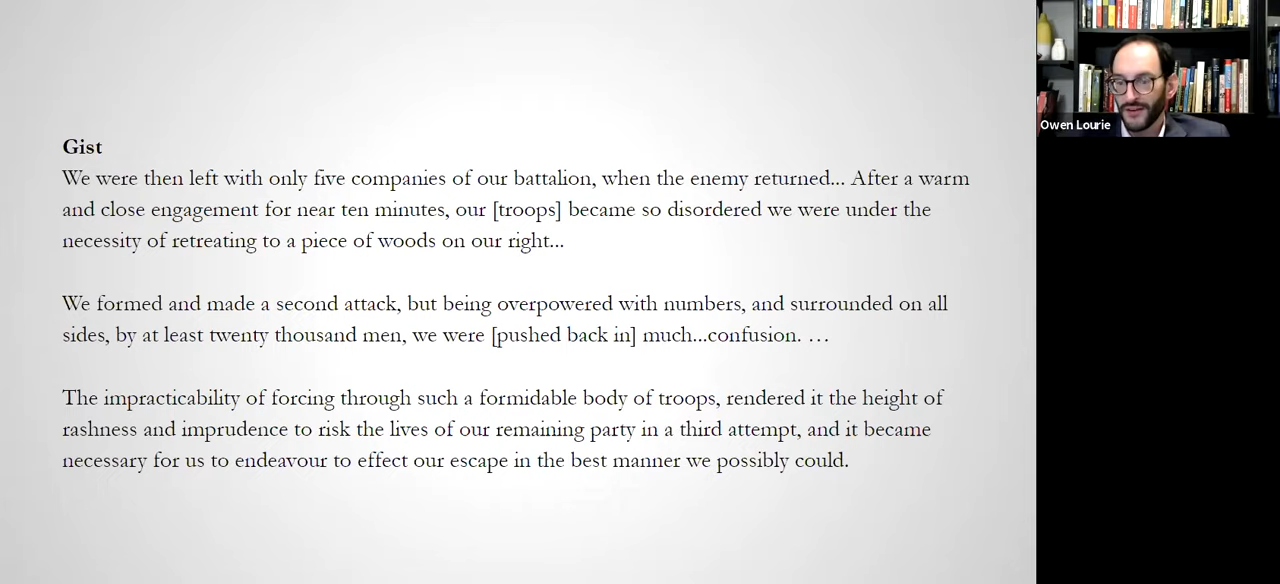 Gist
We were then left with only five companies of our battalion, when the enemy returned... After a warm
and close engagement for near ten minutes, our [troops] became so disordered we were under the
necessity of retreating to a piece of woods on our right...
We formed and made a second attack, but being overpowered with numbers, and surrounded on all
sides, by at least twenty thousand men, we were [pushed back in] much...confusion. …
The impracticability of forcing through such a formidable body of troops, rendered it the height of
rashness and imprudence to risk the lives of our remaining party in a third attempt, and it became
necessary for us to endeavour to effect our escape in the best manner we possibly could.
Owen Lourie